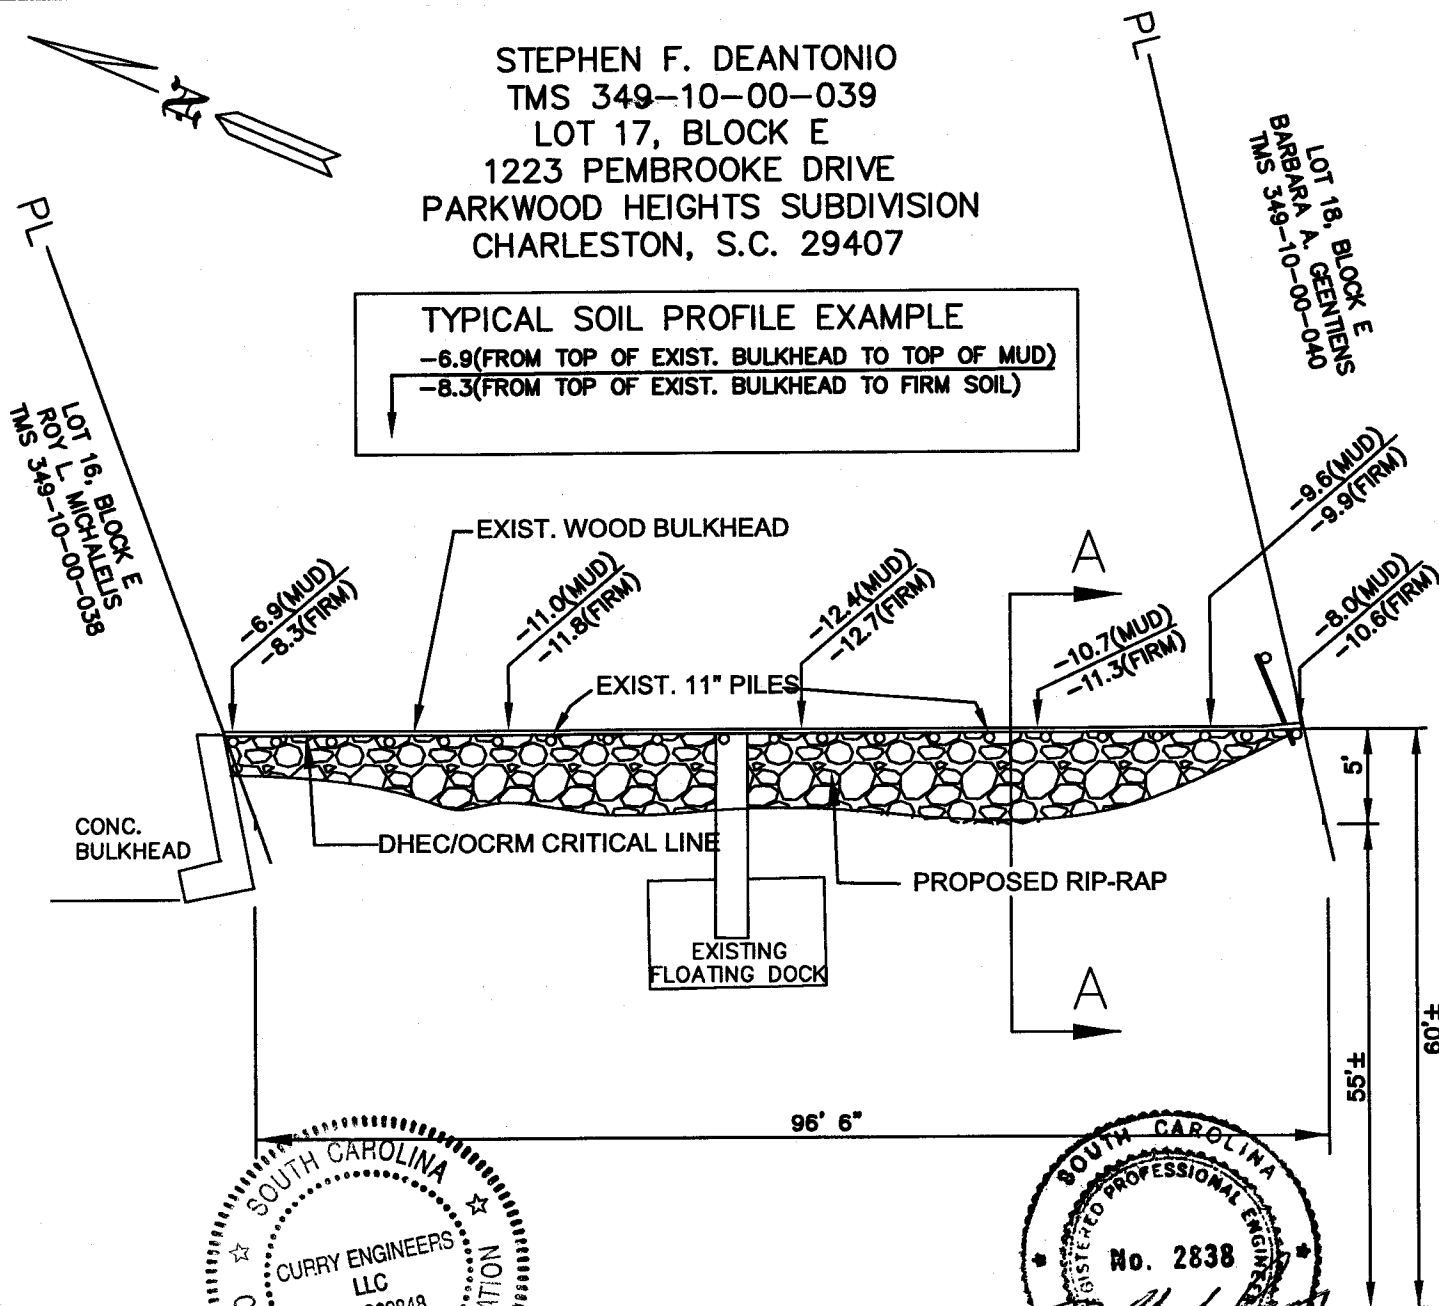 STEPHEN F. DEANTONIO
TMS 349-10-00-039
LOT 17, BLOCK E
1223 PEMBROOKE DRIVE
PARKWOOD HEIGHTS SUBDIVISION
CHARLESTON, S.C. 29407
N
PL
PL
LOT 18, BLOCK E
BARBARA A. GEENTIENS
TMS 349-10-00-040
TYPICAL SOIL PROFILE EXAMPLE
-6.9(FROM TOP OF EXIST. BULKHEAD TO TOP OF MUD)
-8.3(FROM TOP OF EXIST. BULKHEAD TO FIRM SOIL)
LOT 16, BLOCK E
ROY L. MICHALELIS
TMS 349-10-00-038
EXIST. WOOD BULKHEAD
-6.9(MUD)
-8.3(FIRM)
-11.0(MUD)
-11.8(FIRM)
-12.4(MUD)
-12.7(FIRM)
A
-10.7(MUD)
-11.3(FIRM)
-9.6(MUD)
-9.9(FIRM)
-8.0(MUD)
-10.6(FIRM)
EXIST. 11" PILES
5'
CONC.
BULKHEAD
DHEC/OCRM CRITICAL LINE
PROPOSED RIP-RAP
EXISTING
FLOATING DOCK
A
60'±
55'±
96' 6"
SOUTH CAROLINA
CURRY ENGINEERS
LLC
SOUTH CAROLINA
PROFESSIONAL ENGINEER
No. 2838